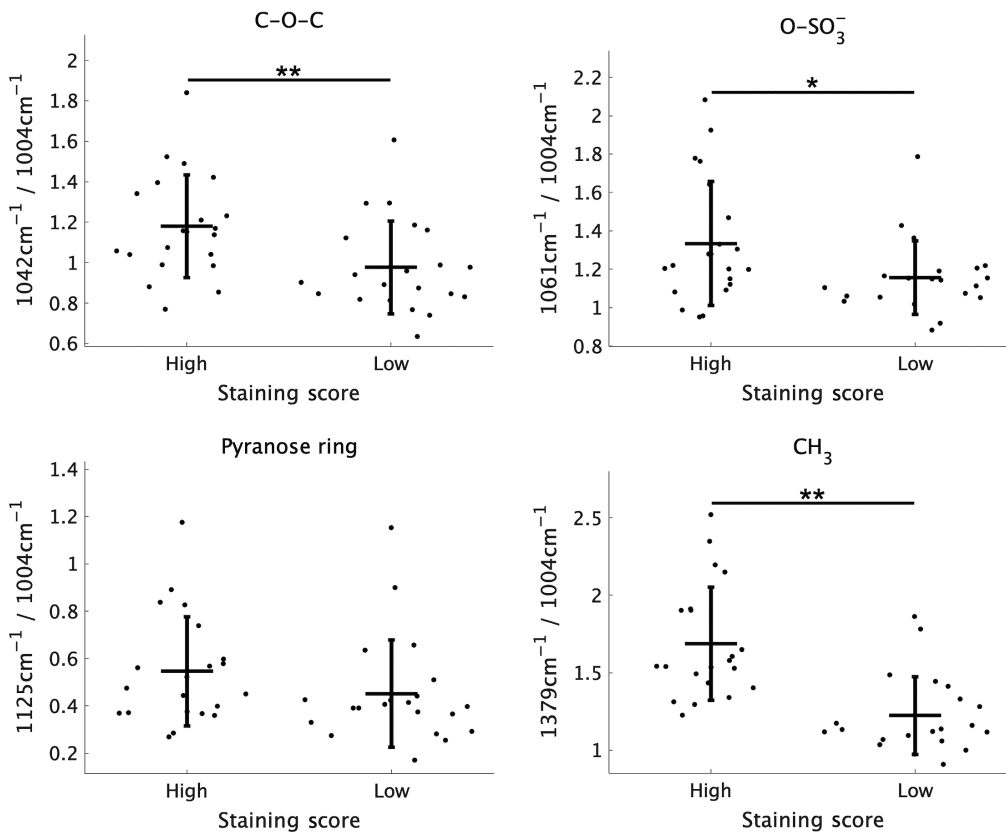 C–O–C
**
1042cm⁻¹ / 1004cm⁻¹
2
1.8
1.6
1.4
1.2
1
0.8
0.6
High Low
Staining score
O–SO₃⁻
*
1061cm⁻¹ / 1004cm⁻¹
2.2
2
1.8
1.6
1.4
1.2
1
0.8
High Low
Staining score
Pyranose ring
1125cm⁻¹ / 1004cm⁻¹
1.4
1.2
1
0.8
0.6
0.4
0.2
High Low
Staining score
CH₃
**
1379cm⁻¹ / 1004cm⁻¹
2.5
2
1.5
1
High Low
Staining score